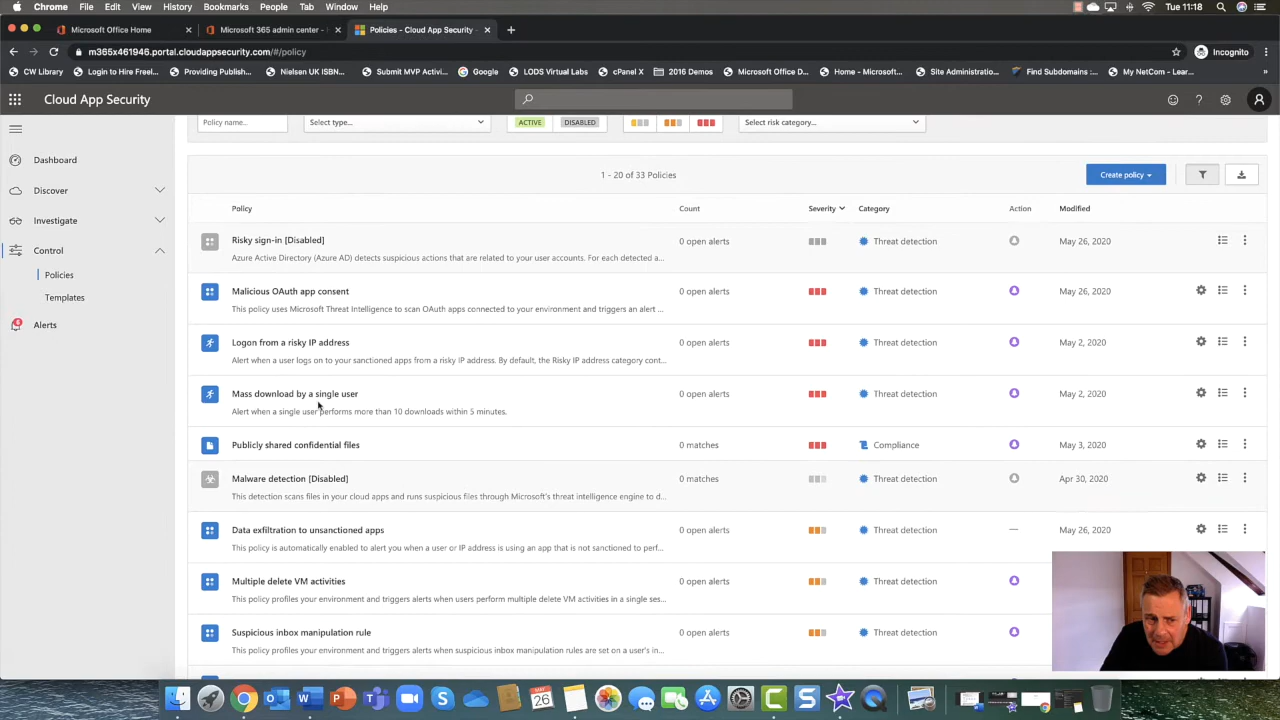 Chrome File Edit View History Bookmarks People Tab Window Help Tue 11:18
Microsoft Office Home
Microsoft 365 admin center -
Policies - Cloud App Security -
m365x461946.portal.cloudappsecurity.com/#/policy
Incognito
CW Library
Login to Hire Freel...
Providing Publish...
Nielsen UK ISBN...
Submit MVP Activi...
Google
LODS Virtual Labs
cPanel X
2016 Demos
Microsoft Office D...
Home - Microsoft...
Site Administratio...
Find Subdomains :...
My NetCom - Lear...
»
Cloud App Security
Policy name...
Select type...
ACTIVE
DISABLED
Select risk category...
Dashboard
Discover
Investigate
Control
Policies
Templates
Alerts
1 - 20 of 33 Policies
Create policy
Policy Count Severity Category Action Modified
Risky sign-in [Disabled] 0 open alerts Threat detection May 26, 2020
Azure Active Directory (Azure AD) detects suspicious actions that are related to your user accounts. For each detected a...
Malicious OAuth app consent 0 open alerts Threat detection May 26, 2020
This policy uses Microsoft Threat Intelligence to scan OAuth apps connected to your environment and triggers an alert ...
Logon from a risky IP address 0 open alerts Threat detection May 2, 2020
Alert when a user logs on to your sanctioned apps from a risky IP address. By default, the Risky IP address category cont...
Mass download by a single user 0 open alerts Threat detection May 2, 2020
Alert when a single user performs more than 10 downloads within 5 minutes.
Publicly shared confidential files 0 matches Compliance May 3, 2020
Malware detection [Disabled] 0 matches Threat detection Apr 30, 2020
This detection scans files in your cloud apps and runs suspicious files through Microsoft's threat intelligence engine to d...
Data exfiltration to unsanctioned apps 0 open alerts Threat detection — May 26, 2020
This policy is automatically enabled to alert you when a user or IP address is using an app that is not sanctioned to perf...
Multiple delete VM activities 0 open alerts Threat detection
This policy profiles your environment and triggers alerts when users perform multiple delete VM activities in a single ses...
Suspicious inbox manipulation rule 0 open alerts Threat detection
This policy profiles your environment and triggers alerts when suspicious inbox manipulation rules are set on a user's in...